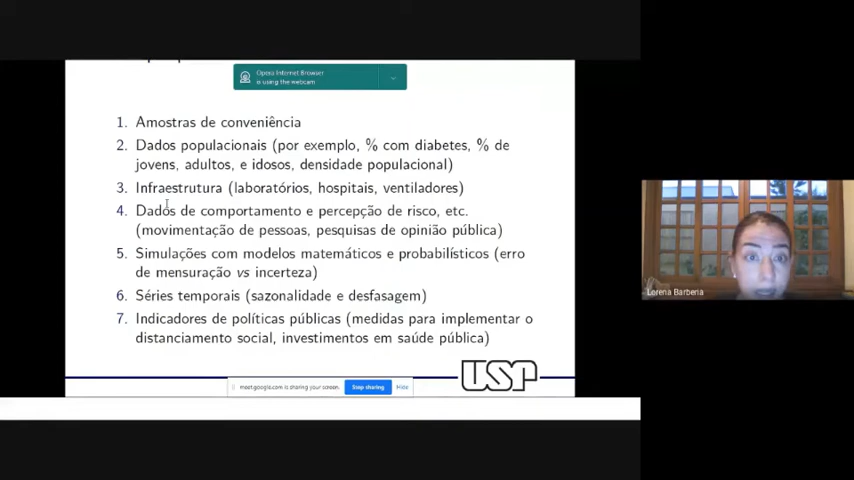 Opera Internet Browser
is using the webcam
1. Amostras de conveniência
2. Dados populacionais (por exemplo, % com diabetes, % de
jovens, adultos, e idosos, densidade populacional)
3. Infraestrutura (laboratórios, hospitais, ventiladores)
4. Dados de comportamento e percepção de risco, etc.
(movimentação de pessoas, pesquisas de opinião pública)
5. Simulações com modelos matemáticos e probabilísticos (erro
de mensuração vs incerteza)
6. Séries temporais (sazonalidade e desfasagem)
7. Indicadores de políticas públicas (medidas para implementar o
distanciamento social, investimentos em saúde pública)
USP
meet.google.com is sharing your screen.
Stop sharing
Hide
Lorena Barberia